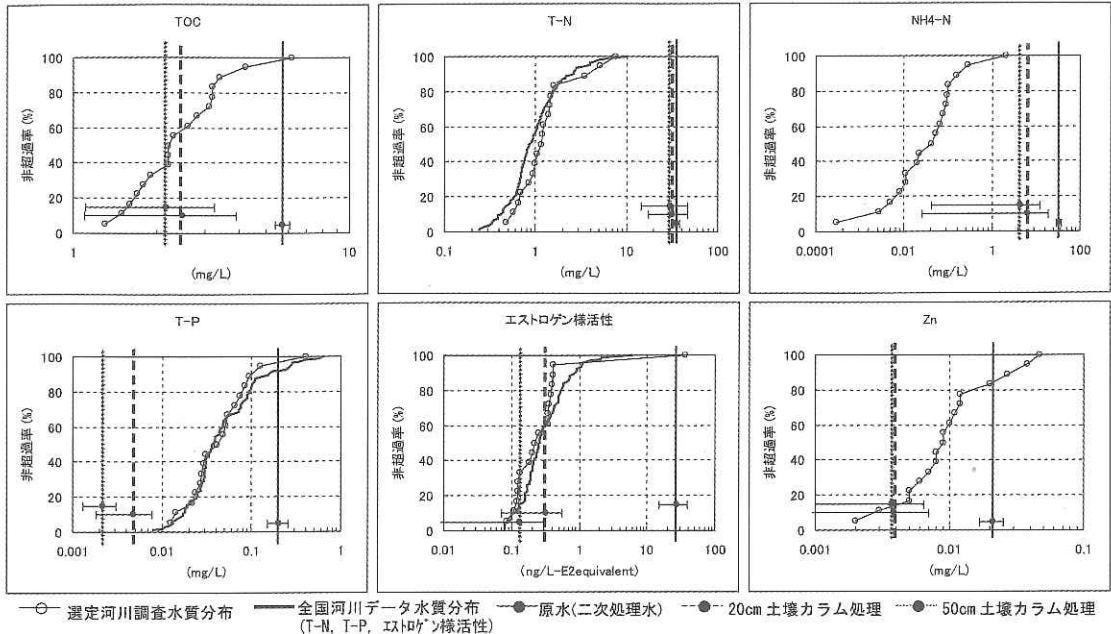 TOC
100
80
60
40
20
0
非超過率(%)
1
10
(mg/L)
T-N
100
80
60
40
20
0
非超過率(%)
0.1
1
10
100
(mg/L)
NH4-N
100
80
60
40
20
0
非超過率(%)
0.0001
0.01
1
100
(mg/L)
T-P
100
80
60
40
20
0
非超過率(%)
0.001
0.01
0.1
1
(mg/L)
エストロゲン様活性
100
80
60
40
20
0
非超過率(%)
0.01
0.1
1
10
100
(ng/L-E2equivalent)
Zn
100
80
60
40
20
0
非超過率(%)
0.001
0.01
0.1
(mg/L)
選定河川調査水質分布 全国河川データ水質分布 原水(二次処理水) 20cm 土壌カラム処理 50cm 土壌カラム処理
(T-N, T-P, エストロゲン様活性)